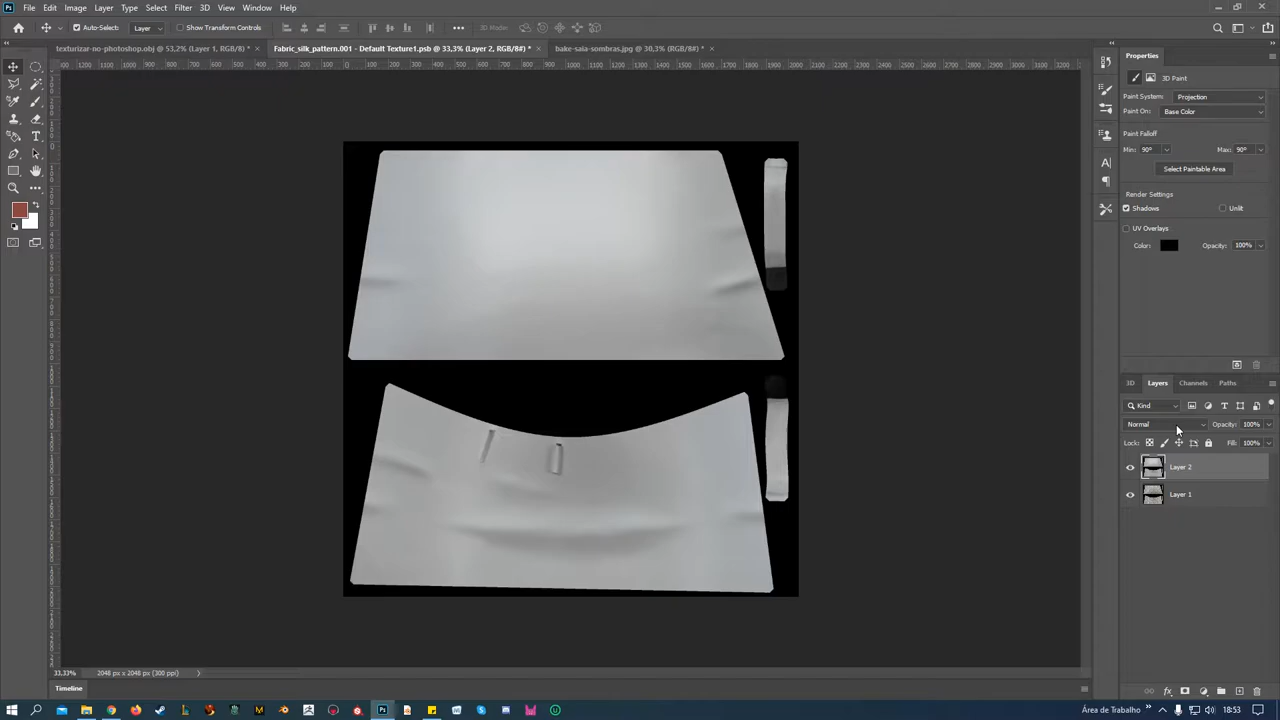 File Edit Image Layer Type Select Filter 3D View Window Help
Auto-Select: Layer Show Transform Controls 3D Mode:
texturizar-no-photoshop.obj @ 53,2% (Layer 1, RGB/8) * Fabric_silk_pattern.001 - Default Texture1.psb @ 33,3% (Layer 2, RGB/8#) * bake-saia-sombras.jpg @ 30,3% (RGB/8#) *
Properties
3D Paint
Paint System: Projection
Paint On: Base Color
Paint Falloff
Min: 90º Max: 90º
Select Paintable Area
Render Settings
Shadows Unlit
UV Overlays
Color: Opacity: 100%
3D Layers Channels Paths
Kind
Normal Opacity: 100%
Lock: Fill: 100%
Layer 2
Layer 1
33,33% 2048 px x 2048 px (300 ppi)
Timeline
Área de Trabalho 18:53